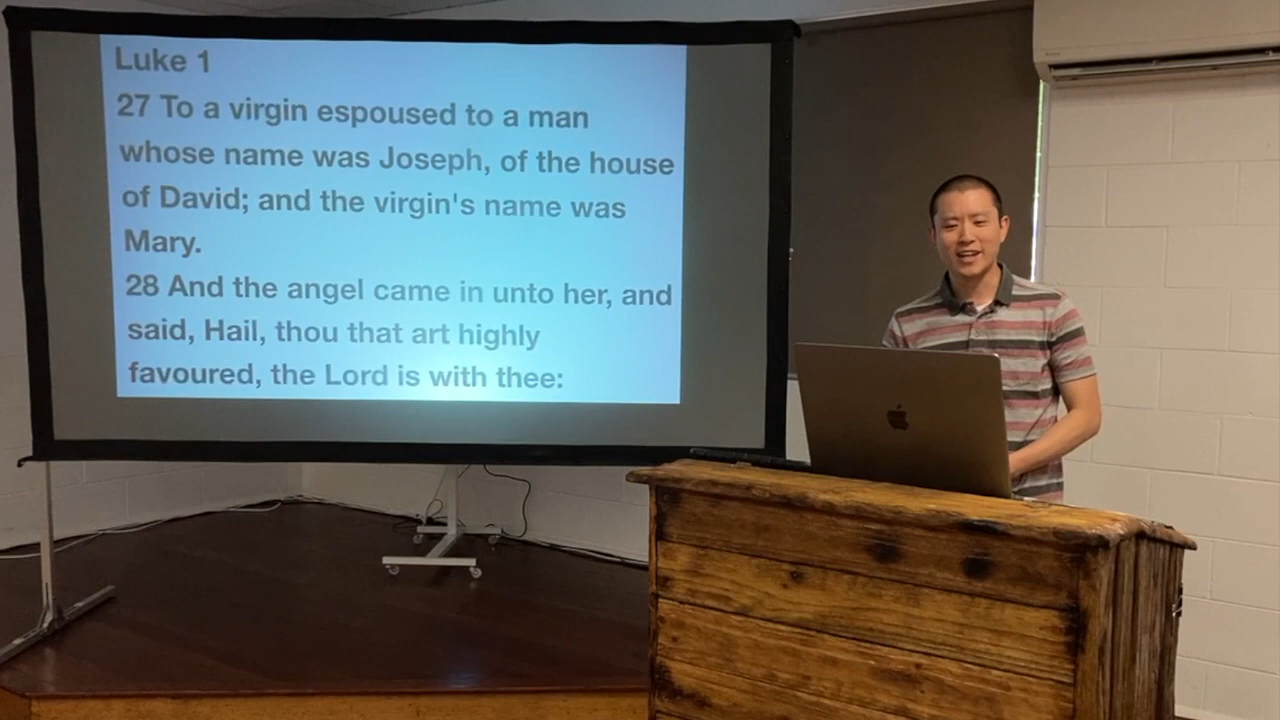 Luke 1
27 To a virgin espoused to a man
whose name was Joseph, of the house
of David; and the virgin's name was
Mary.
28 And the angel came in unto her, and
said, Hail, thou that art highly
favoured, the Lord is with thee: